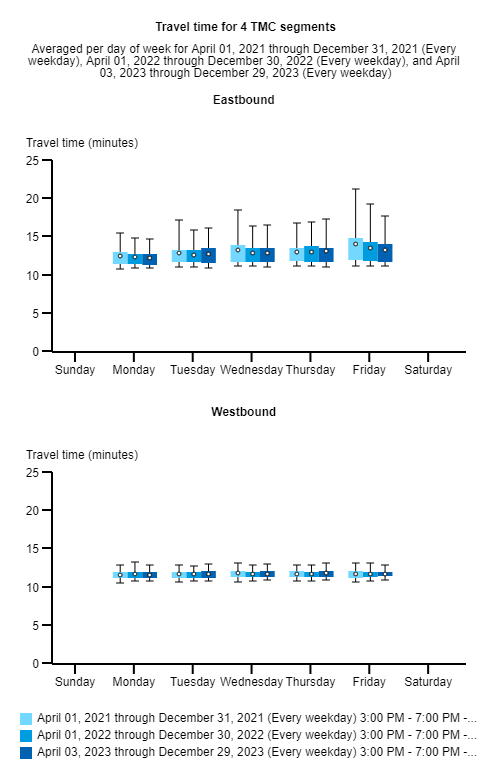 Travel time for 4 TMC segments
Averaged per day of week for April 01, 2021 through December 31, 2021 (Every
weekday), April 01, 2022 through December 30, 2022 (Every weekday), and April
03, 2023 through December 29, 2023 (Every weekday)
Eastbound
Travel time (minutes)
25
20
15
10
5
0
Sunday Monday Tuesday Wednesday Thursday Friday Saturday
Westbound
Travel time (minutes)
25
20
15
10
5
0
Sunday Monday Tuesday Wednesday Thursday Friday Saturday
April 01, 2021 through December 31, 2021 (Every weekday) 3:00 PM - 7:00 PM -...
April 01, 2022 through December 30, 2022 (Every weekday) 3:00 PM - 7:00 PM -...
April 03, 2023 through December 29, 2023 (Every weekday) 3:00 PM - 7:00 PM -...